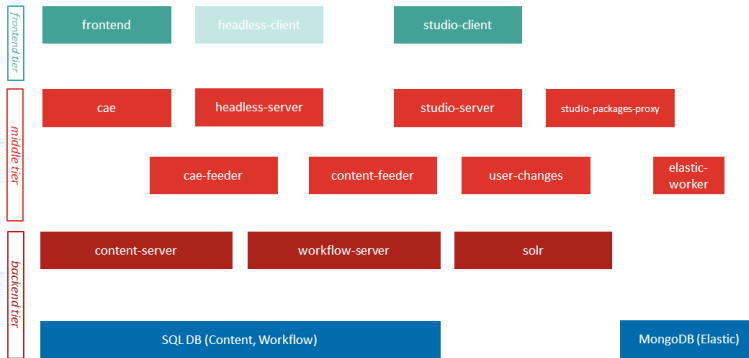 frontend tier
frontend
headless-client
studio-client
middle tier
cae
headless-server
studio-server
studio-packages-proxy
cae-feeder
content-feeder
user-changes
elastic-
worker
backend tier
content-server
workflow-server
solr
SQL DB (Content, Workflow)
MongoDB (Elastic)